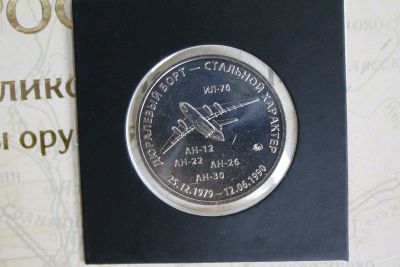 РОС
ЛИКО
Ы ОРУ
ДЮРАЛЕВЫЙ БОРТ — СТАЛЬНОЙ ХАРАКТЕР
ИЛ-76
АН-12
АН-22 АН-26
АН-30
25.12.1979 — 12.06.1990